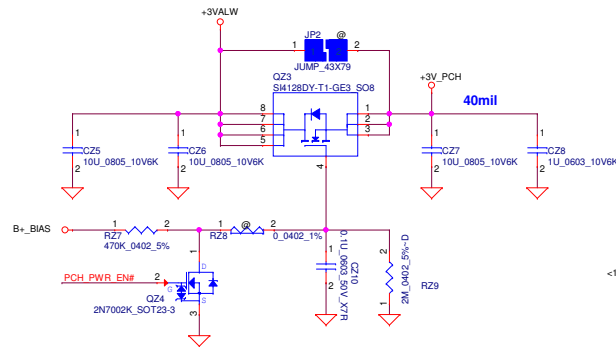 +3VALW
JP2 @
1 2
JUMP_43X79
QZ3
SI4128DY-T1-GE3_SO8
+3V_PCH
40mil
8 1
7 2
6 3
5
4
1
CZ5
10U_0805_10V6K
2
1
CZ6
10U_0805_10V6K
2
1
CZ7
10U_0805_10V6K
2
1
CZ8
1U_0603_10V6K
2
B+_BIAS
1 2
RZ7
470K_0402_5%
1 @ 2
RZ8
0_0402_1%
1
CZ10
0.1U_0603_50V_X7R
2
2
RZ9
2M_0402_5%~D
1
PCH_PWR_EN#
1
D
2
G
S
3
QZ4
2N7002K_SOT23-3
<1